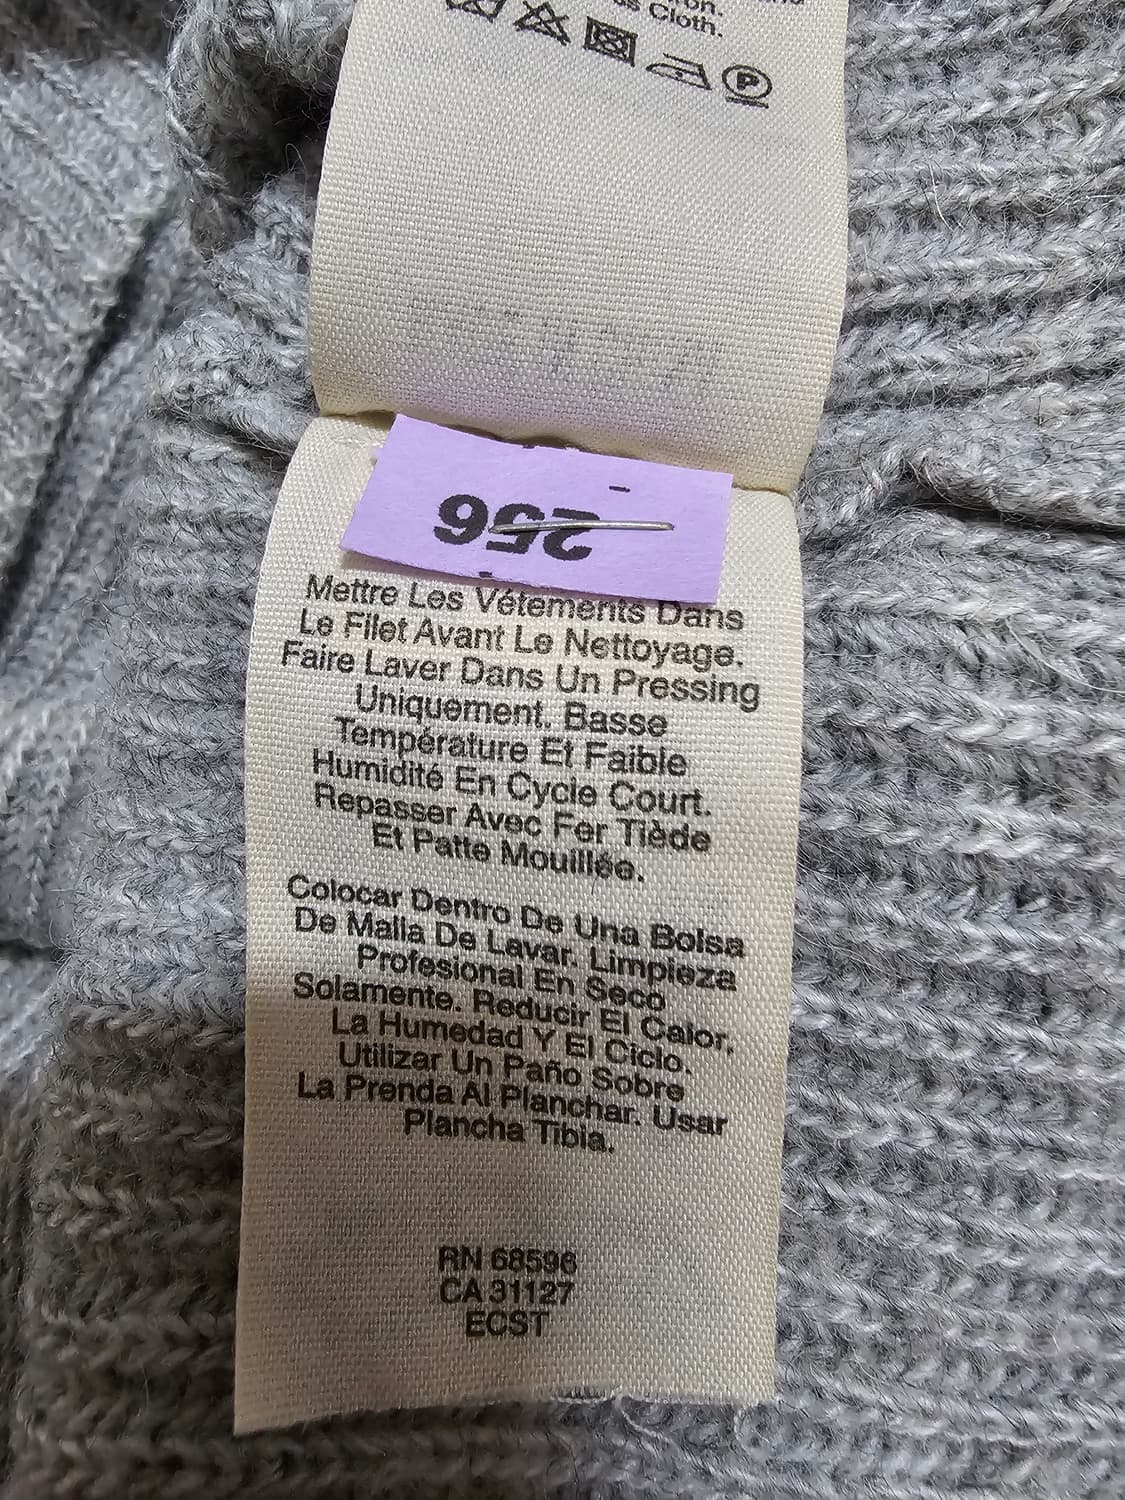 s Cloth.
P
256
Mettre Les Vêtements Dans
Le Filet Avant Le Nettoyage.
Faire Laver Dans Un Pressing
Uniquement. Basse
Température Et Faible
Humidité En Cycle Court.
Repasser Avec Fer Tiède
Et Patte Mouillée.
Colocar Dentro De Una Bolsa
De Malla De Lavar. Limpieza
Profesional En Seco
Solamente. Reducir El Calor,
La Humedad Y El Ciclo.
Utilizar Un Paño Sobre
La Prenda Al Planchar. Usar
Plancha Tibia.
RN 68596
CA 31127
ECST